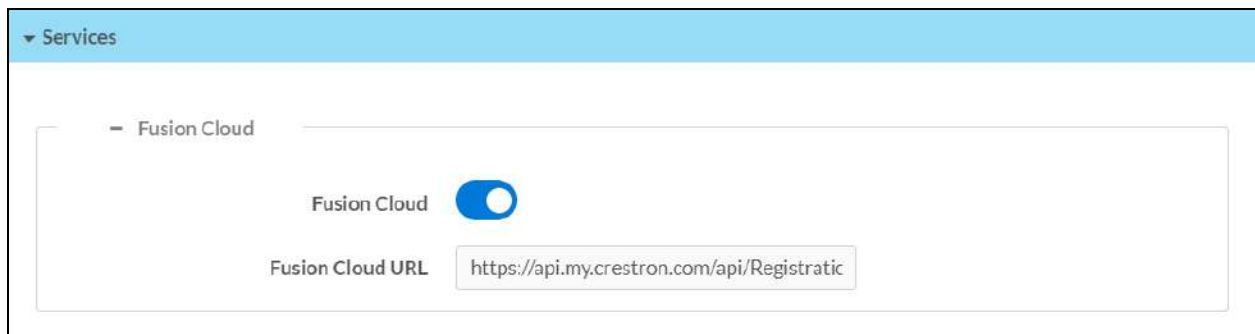 Services
Fusion Cloud
Fusion Cloud
Fusion Cloud URL https://api.my.crestron.com/api/Registratic